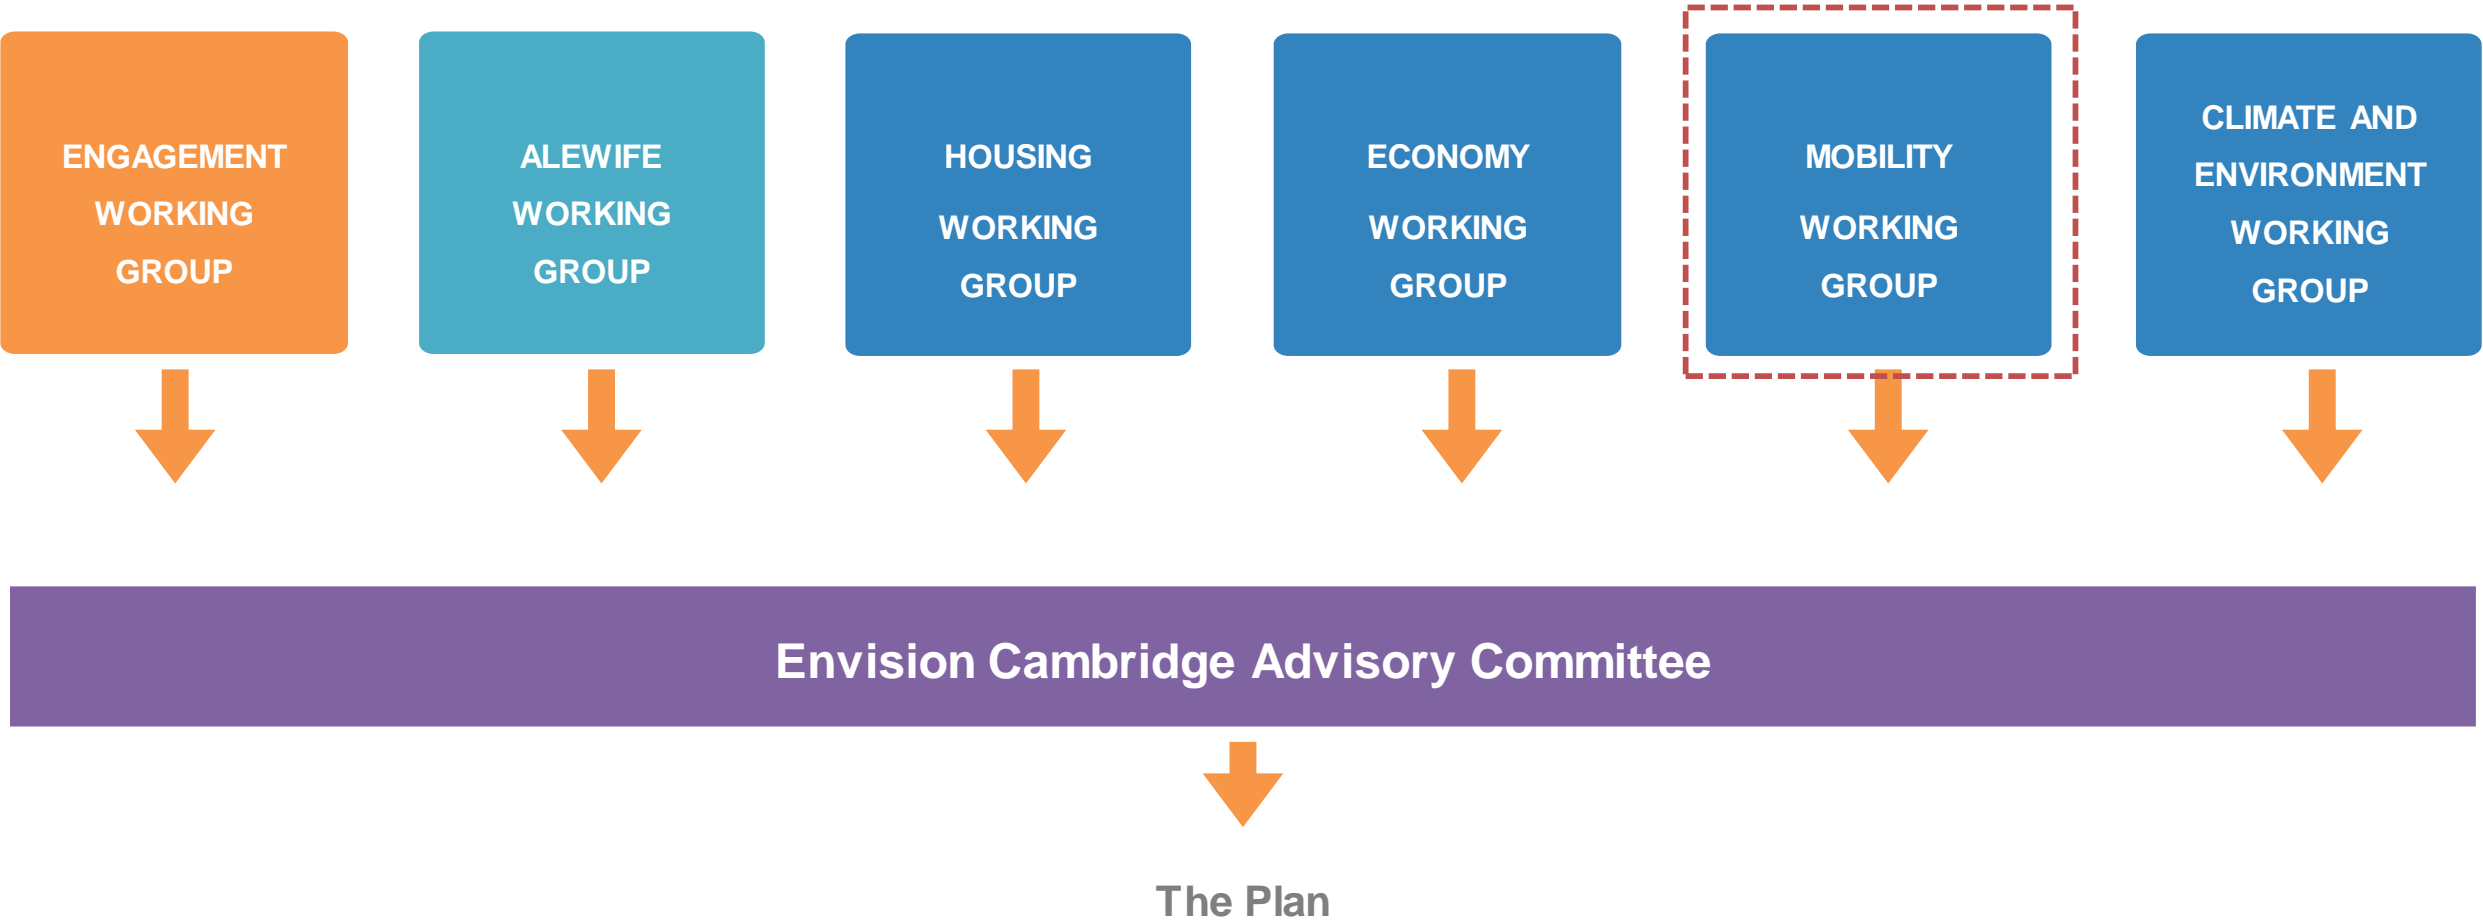 ENGAGEMENT
WORKING
GROUP
ALEWIFE
WORKING
GROUP
HOUSING
WORKING
GROUP
ECONOMY
WORKING
GROUP
MOBILITY
WORKING
GROUP
CLIMATE AND
ENVIRONMENT
WORKING
GROUP
Envision Cambridge Advisory Committee
The Plan